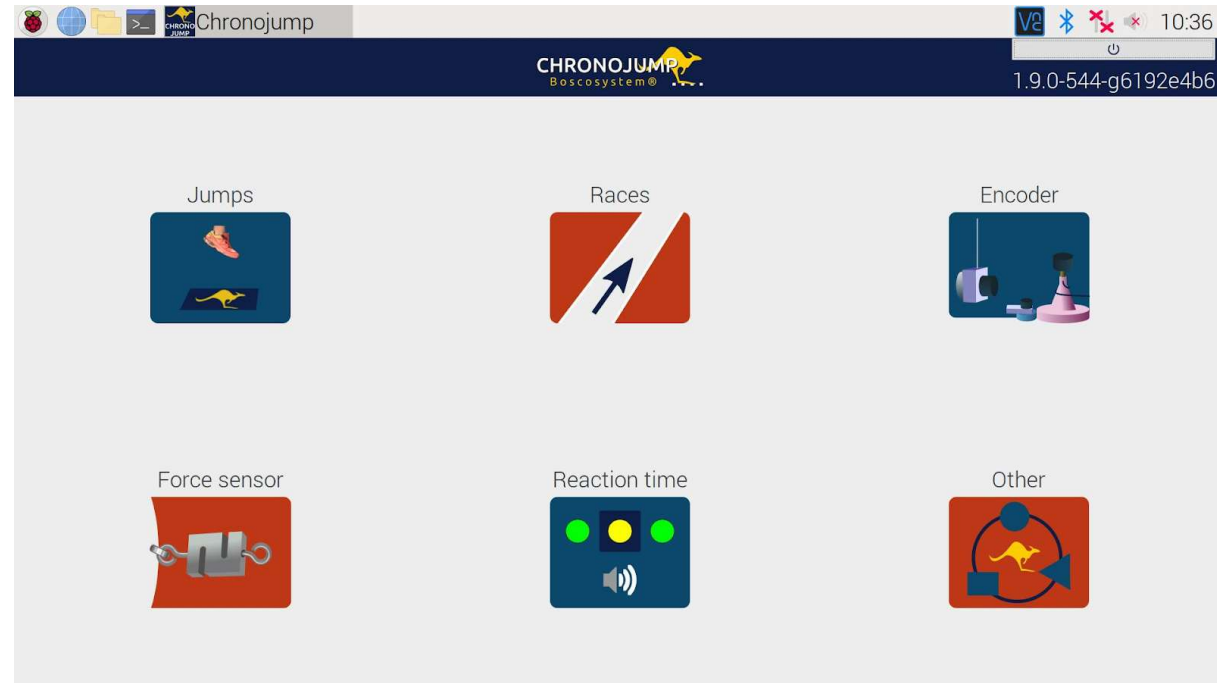 Chronojump
10:36
CHRONOJUMP
Boscosystem®
1.9.0-544-g6192e4b6
Jumps
Races
Encoder
Force sensor
Reaction time
Other